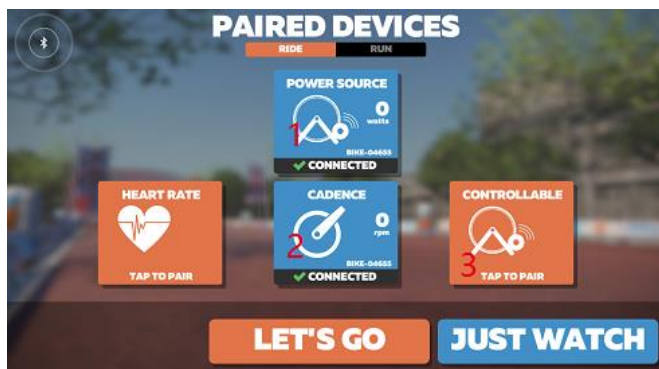 PAIRED DEVICES
RIDE
RUN
POWER SOURCE
0
watts
1
BIKE-04655
CONNECTED
HEART RATE
TAP TO PAIR
CADENCE
0
rpm
2
BIKE-04655
CONNECTED
CONTROLLABLE
3
TAP TO PAIR
LET'S GO
JUST WATCH